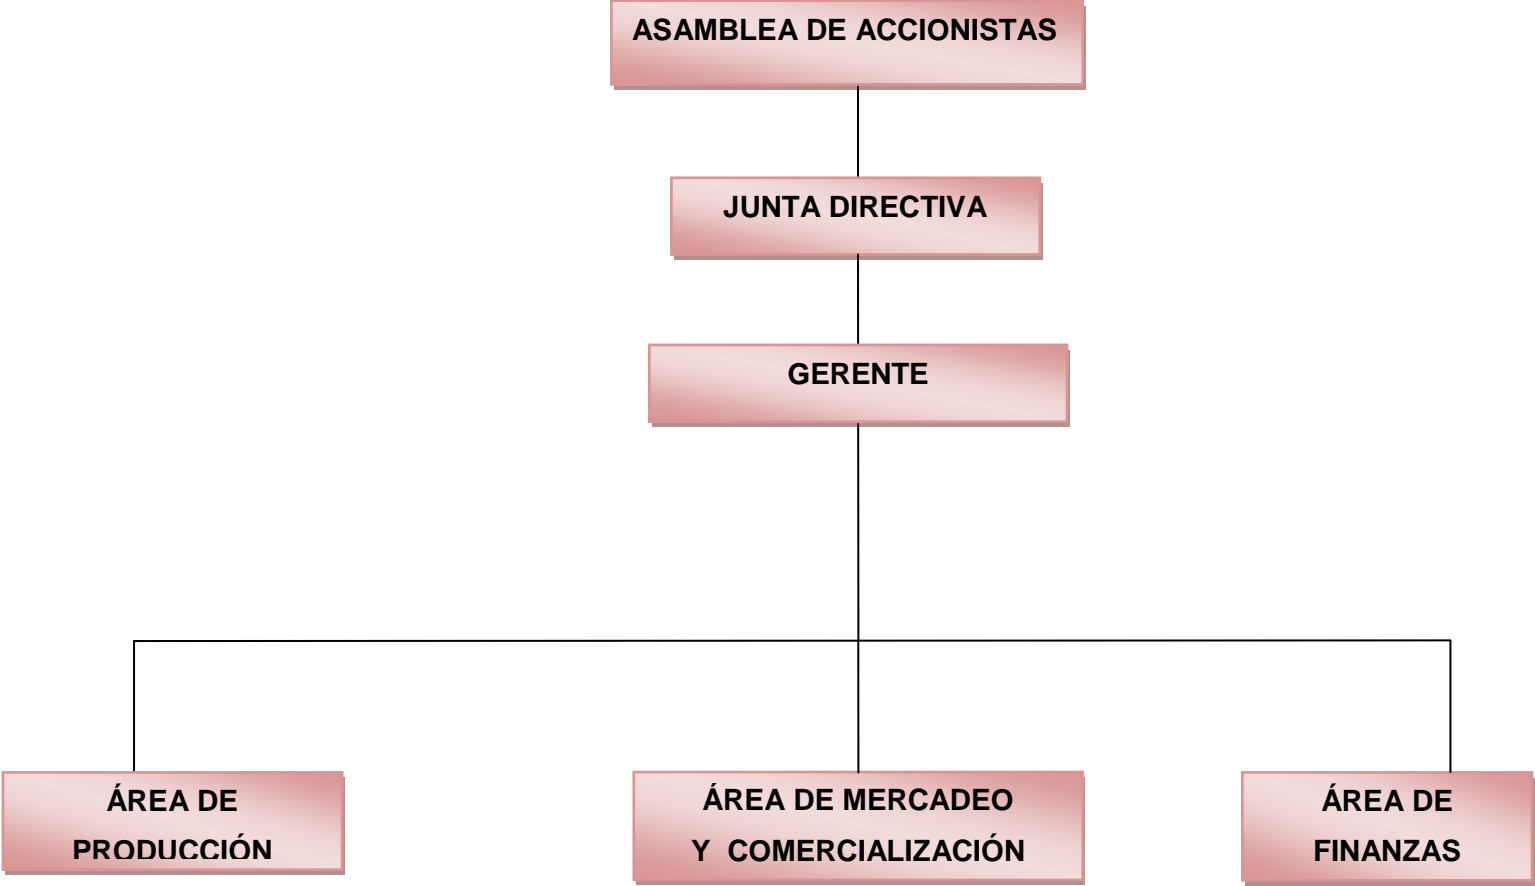 ASAMBLEA DE ACCIONISTAS
JUNTA DIRECTIVA
GERENTE
ÁREA DE
PRODUCCIÓN
ÁREA DE MERCADEO
Y COMERCIALIZACIÓN
ÁREA DE
FINANZAS